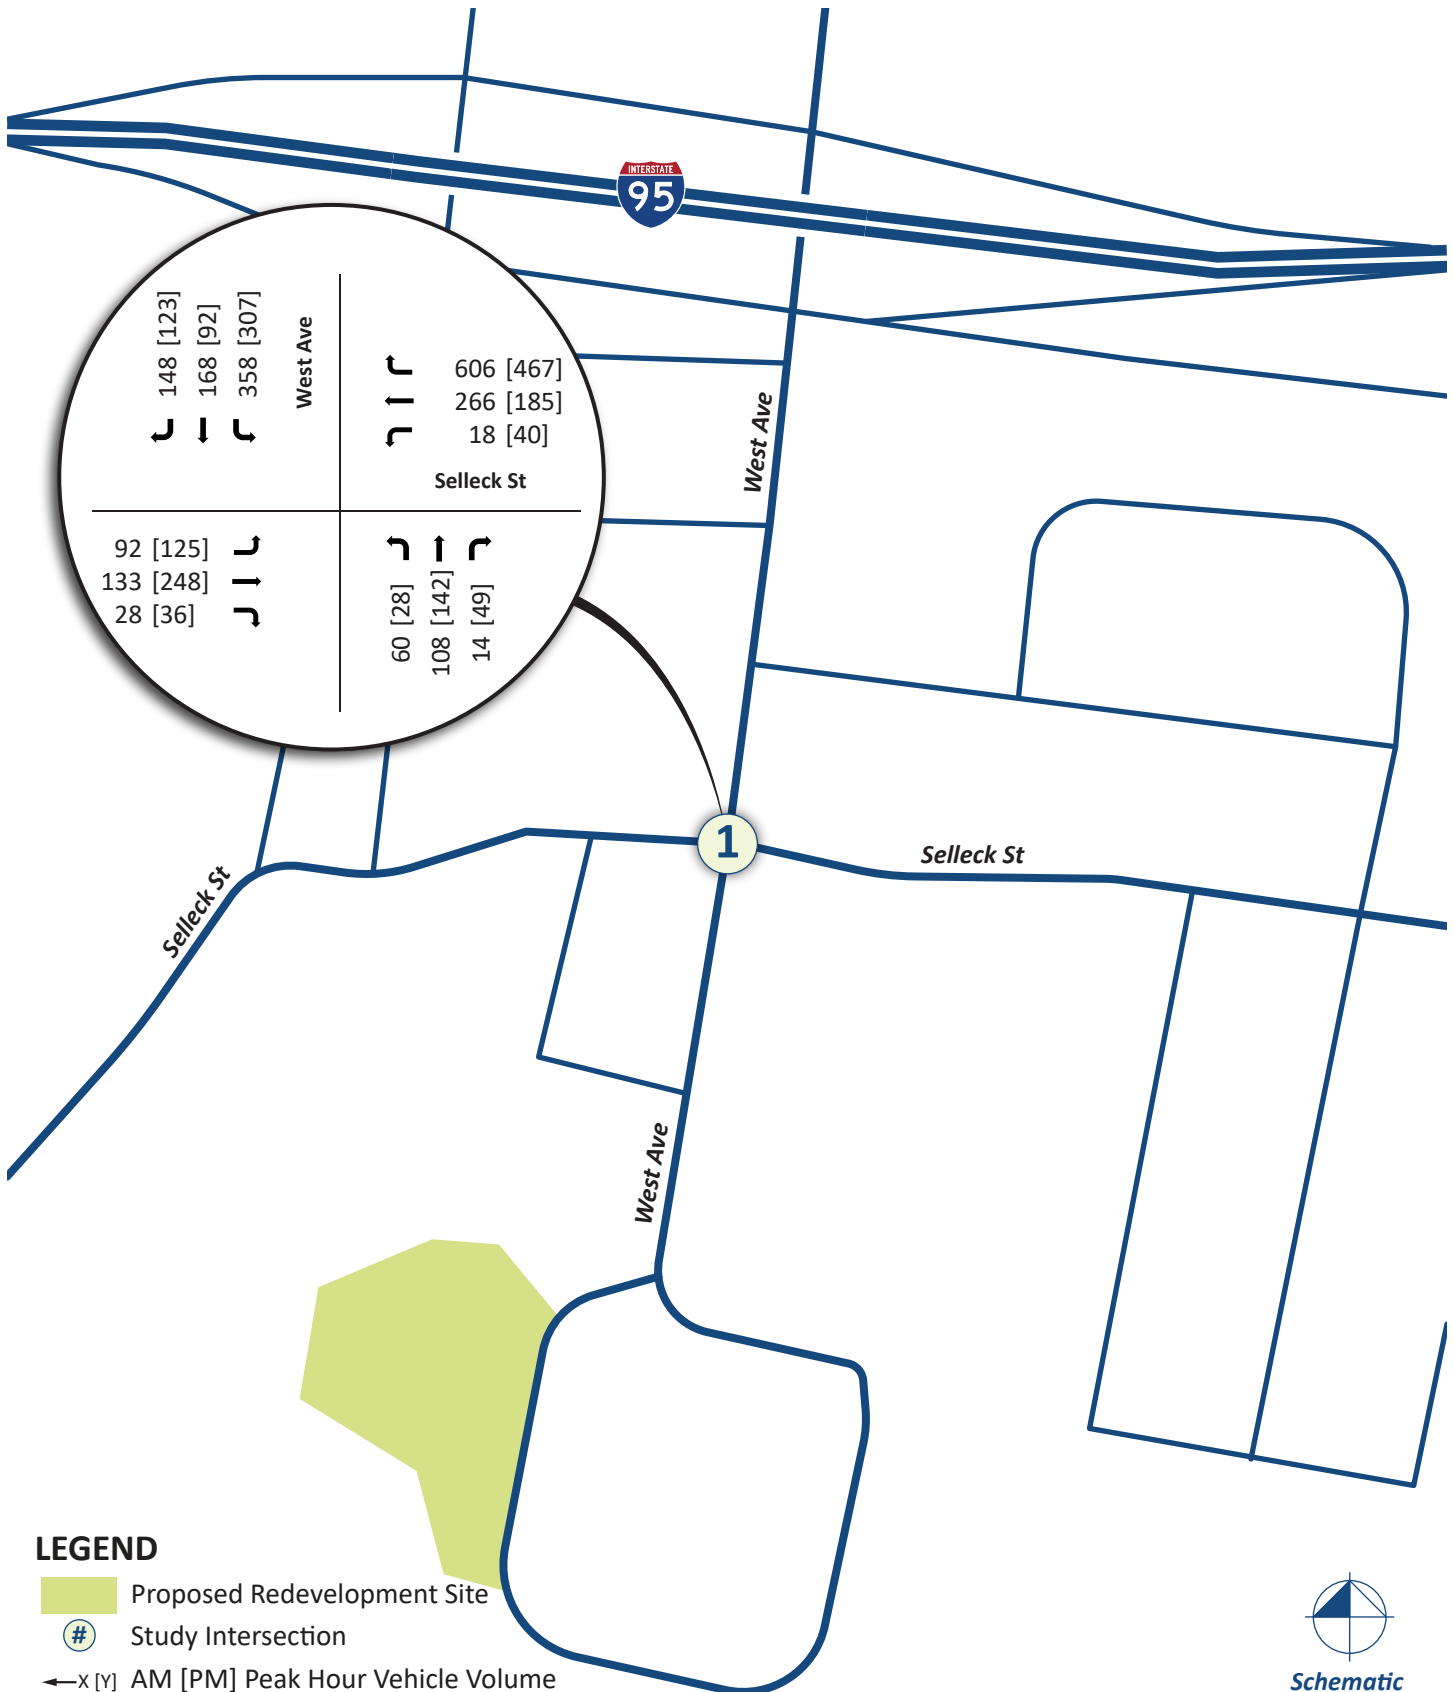 INTERSTATE
95
148 [123]
168 [92]
358 [307]
West Ave
606 [467]
266 [185]
18 [40]
Selleck St
92 [125]
133 [248]
28 [36]
60 [28]
108 [142]
14 [49]
West Ave
1
Selleck St
Selleck St
West Ave
LEGEND
Proposed Redevelopment Site
# Study Intersection
X [Y] AM [PM] Peak Hour Vehicle Volume
Schematic